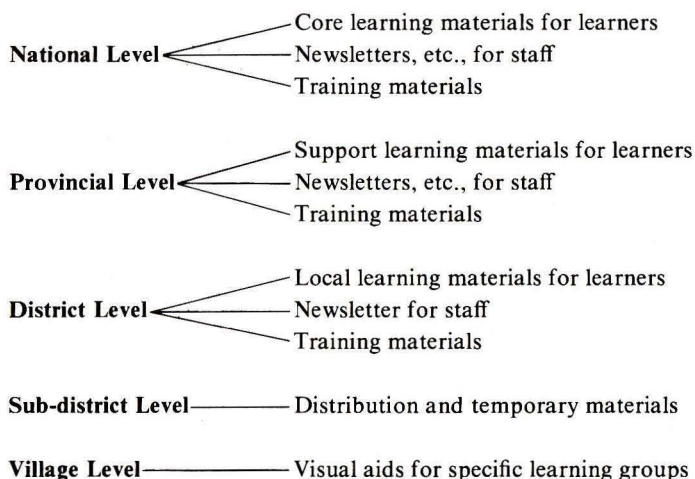 Core learning materials for learners
National Level Newsletters, etc., for staff
Training materials
Support learning materials for learners
Provincial Level Newsletters, etc., for staff
Training materials
Local learning materials for learners
District Level Newsletter for staff
Training materials
Sub-district Level Distribution and temporary materials
Village Level Visual aids for specific learning groups